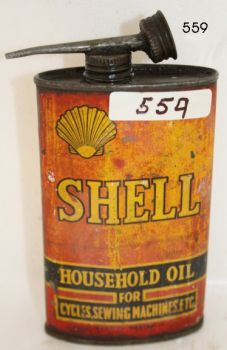 559
559
SHELL
HOUSEHOLD OIL
FOR
CYCLES, SEWING MACHINES, ETC.